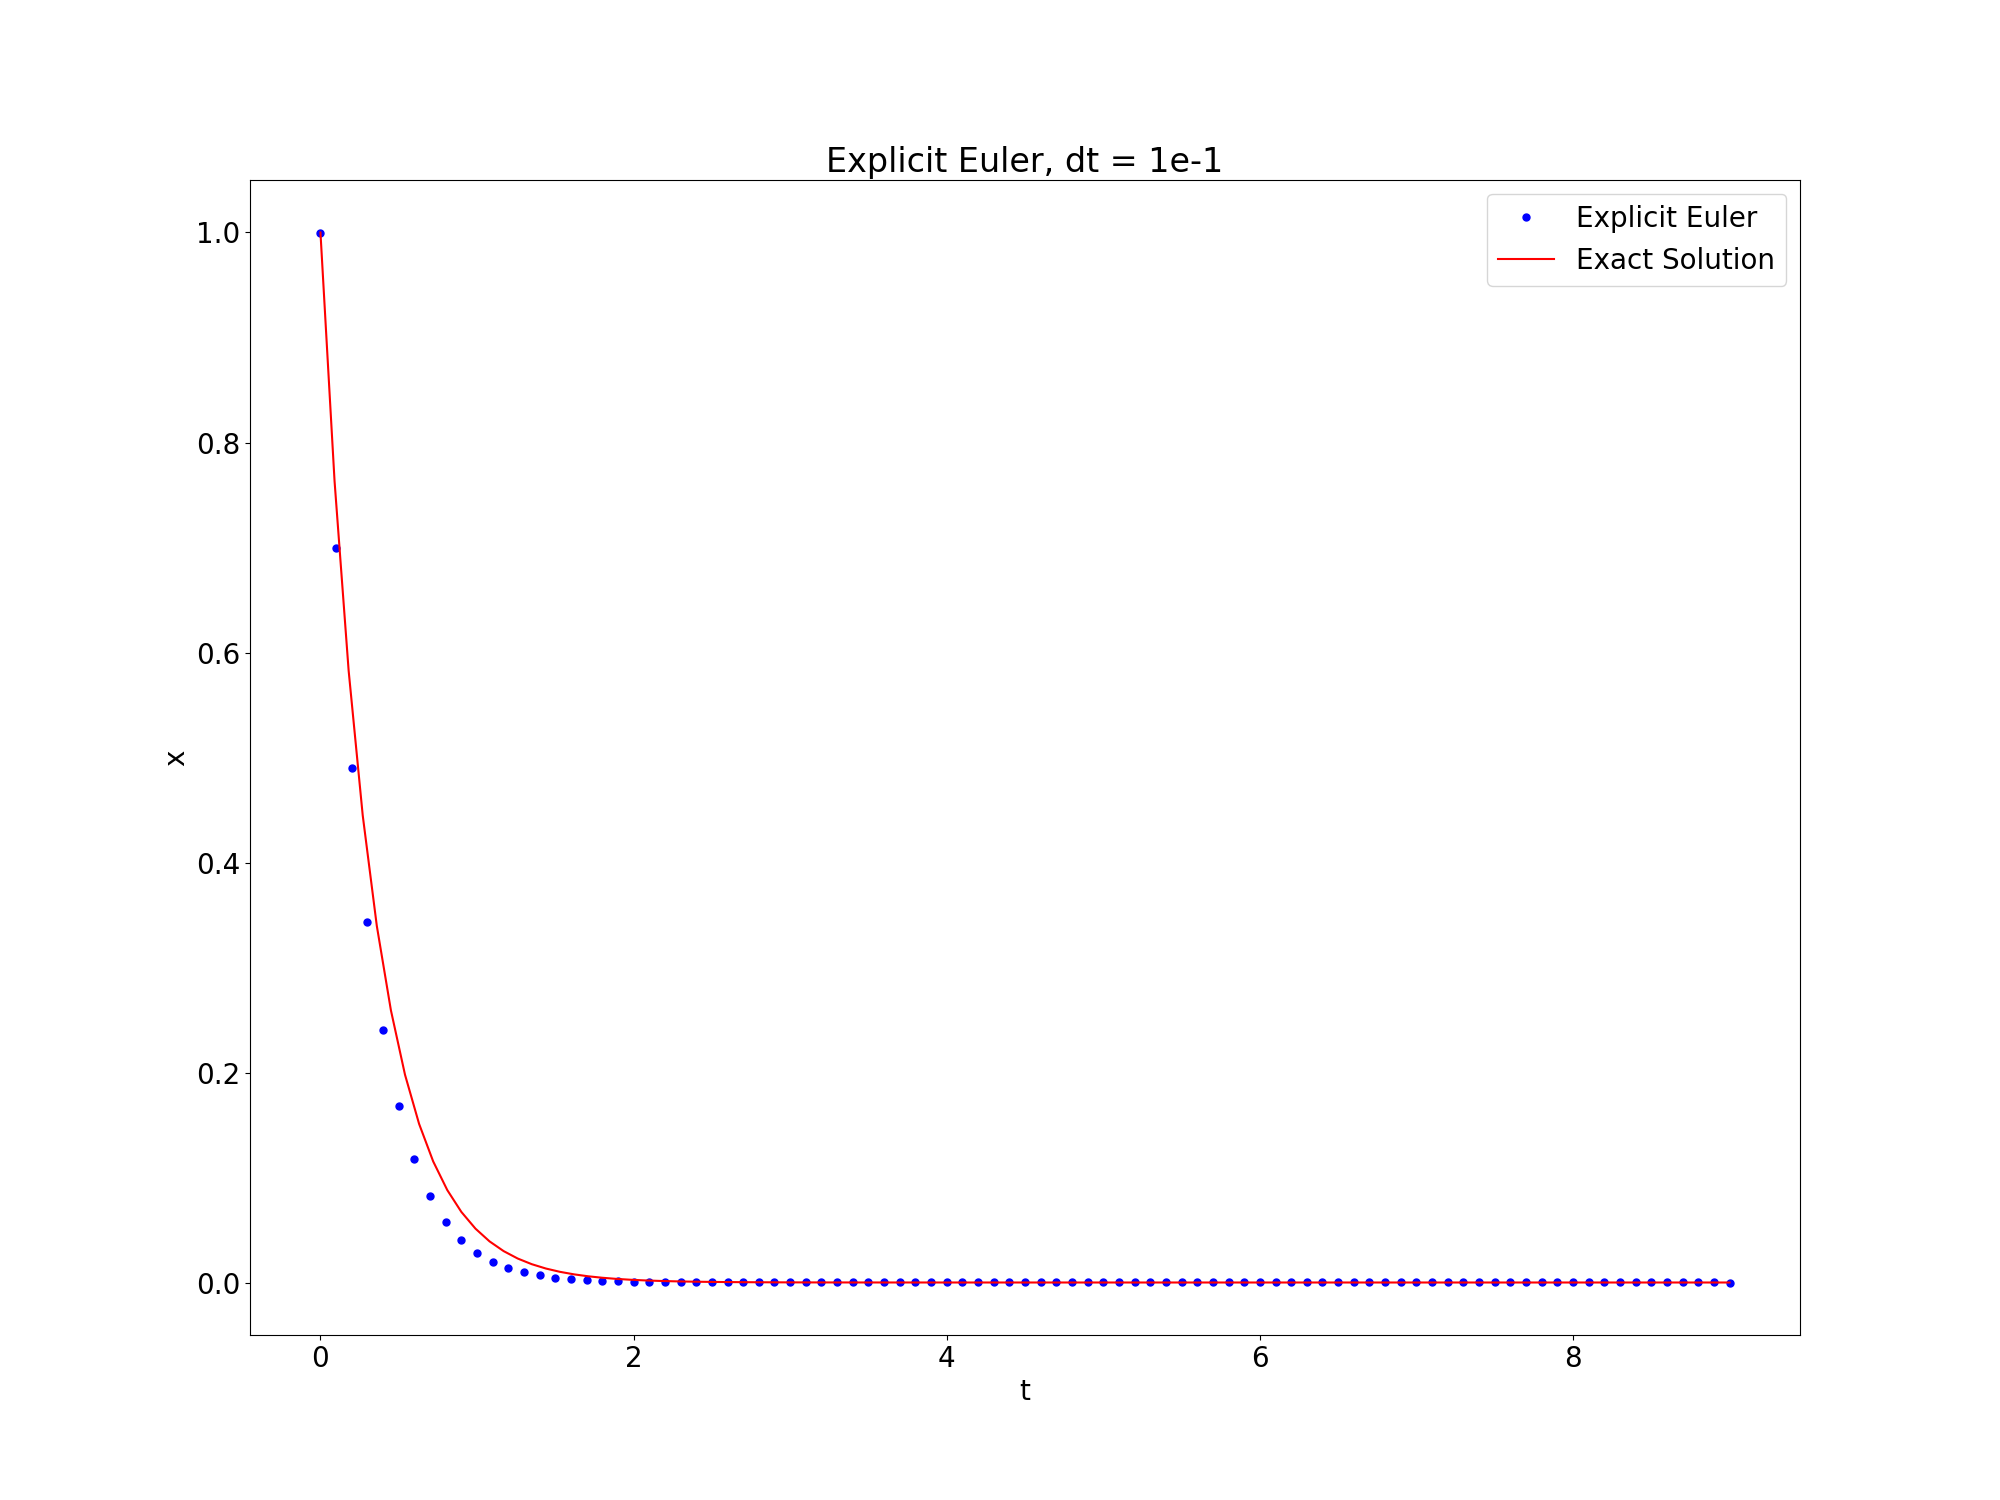 Explicit Euler, dt = 1e-1
Explicit Euler
Exact Solution
1.0
0.8
0.6
0.4
0.2
0.0
x
0 2 4 6 8
t